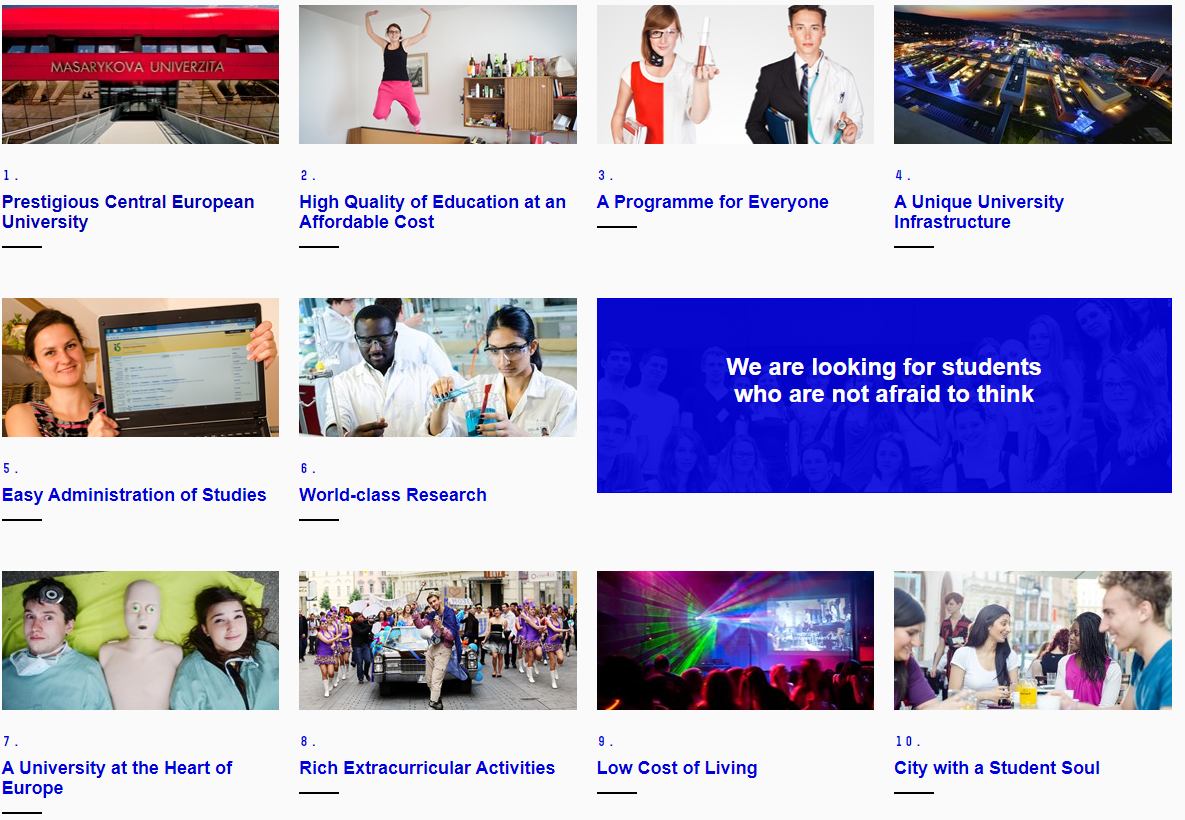 MASARYKOVA UNIVERZITA
1.
Prestigious Central European
University
2.
High Quality of Education at an
Affordable Cost
3.
A Programme for Everyone
4.
A Unique University
Infrastructure
5.
Easy Administration of Studies
6.
World-class Research
We are looking for students
who are not afraid to think
7.
A University at the Heart of
Europe
8.
Rich Extracurricular Activities
9.
Low Cost of Living
10.
City with a Student Soul